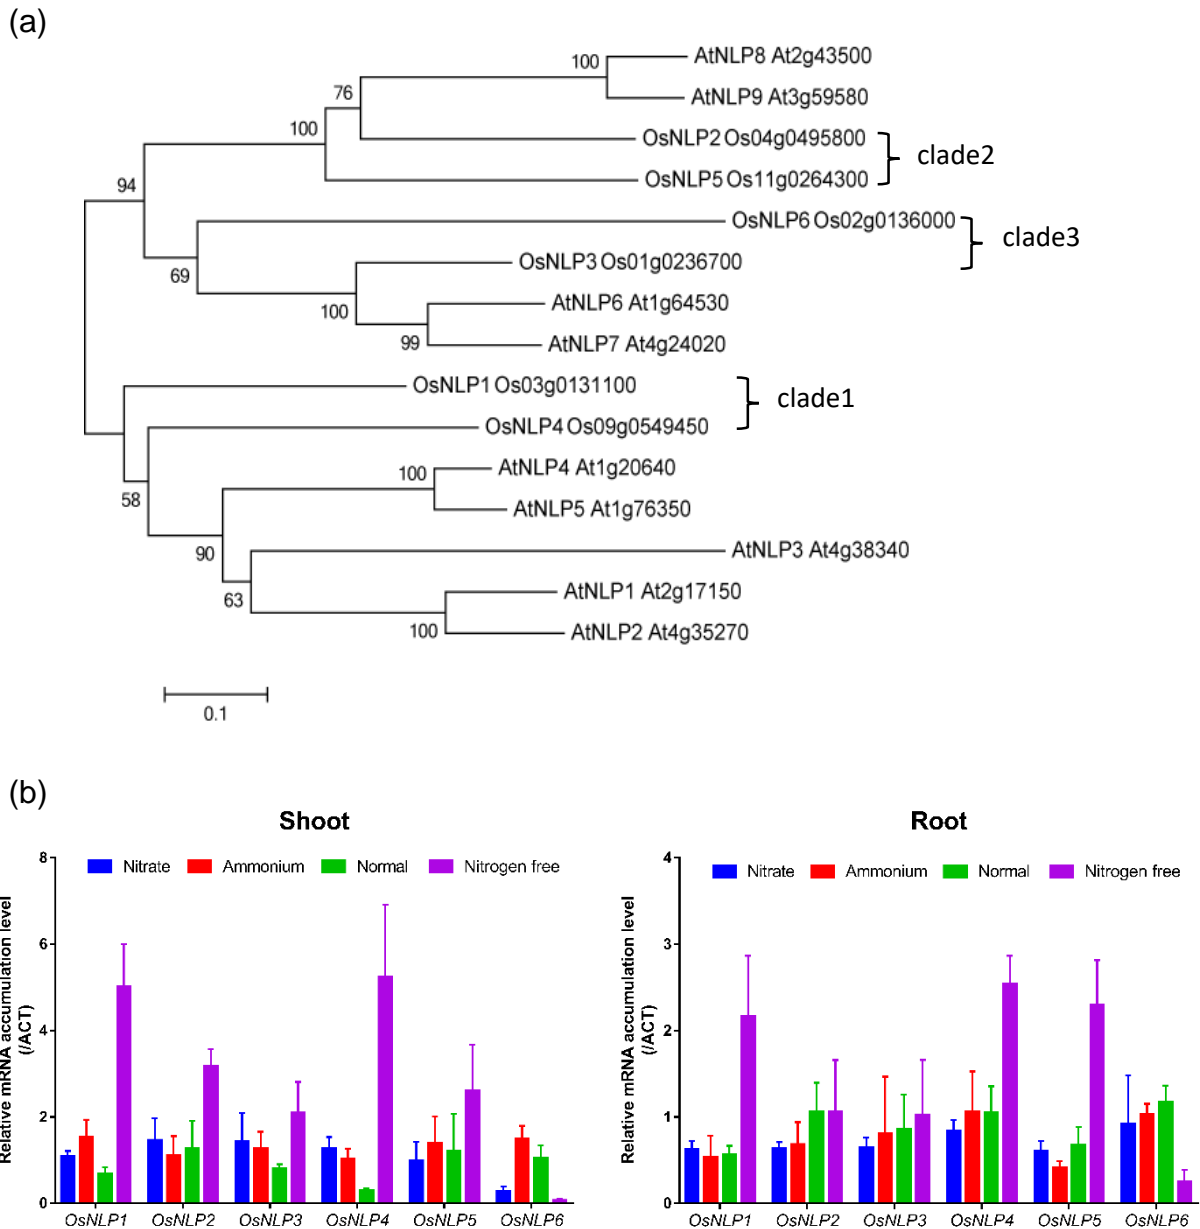 (a)
100
AtNLP8 At2g43500
AtNLP9 At3g59580
76
100
OsNLP2 Os04g0495800
OsNLP5 Os11g0264300
clade2
94
OsNLP6 Os02g0136000
clade3
69
OsNLP3 Os01g0236700
100
AtNLP6 At1g64530
99
AtNLP7 At4g24020
OsNLP1 Os03g0131100
clade1
OsNLP4 Os09g0549450
58
100
AtNLP4 At1g20640
AtNLP5 At1g76350
90
AtNLP3 At4g38340
63
AtNLP1 At2g17150
100
AtNLP2 At4g35270
0.1
(b)
Shoot
Nitrate Ammonium Normal Nitrogen free
Relative mRNA accumulation level
(/ACT)
8
6
4
2
0
OsNLP1 OsNLP2 OsNLP3 OsNLP4 OsNLP5 OsNLP6
Root
Nitrate Ammonium Normal Nitrogen free
Relative mRNA accumulation level
(/ACT)
4
3
2
1
0
OsNLP1 OsNLP2 OsNLP3 OsNLP4 OsNLP5 OsNLP6